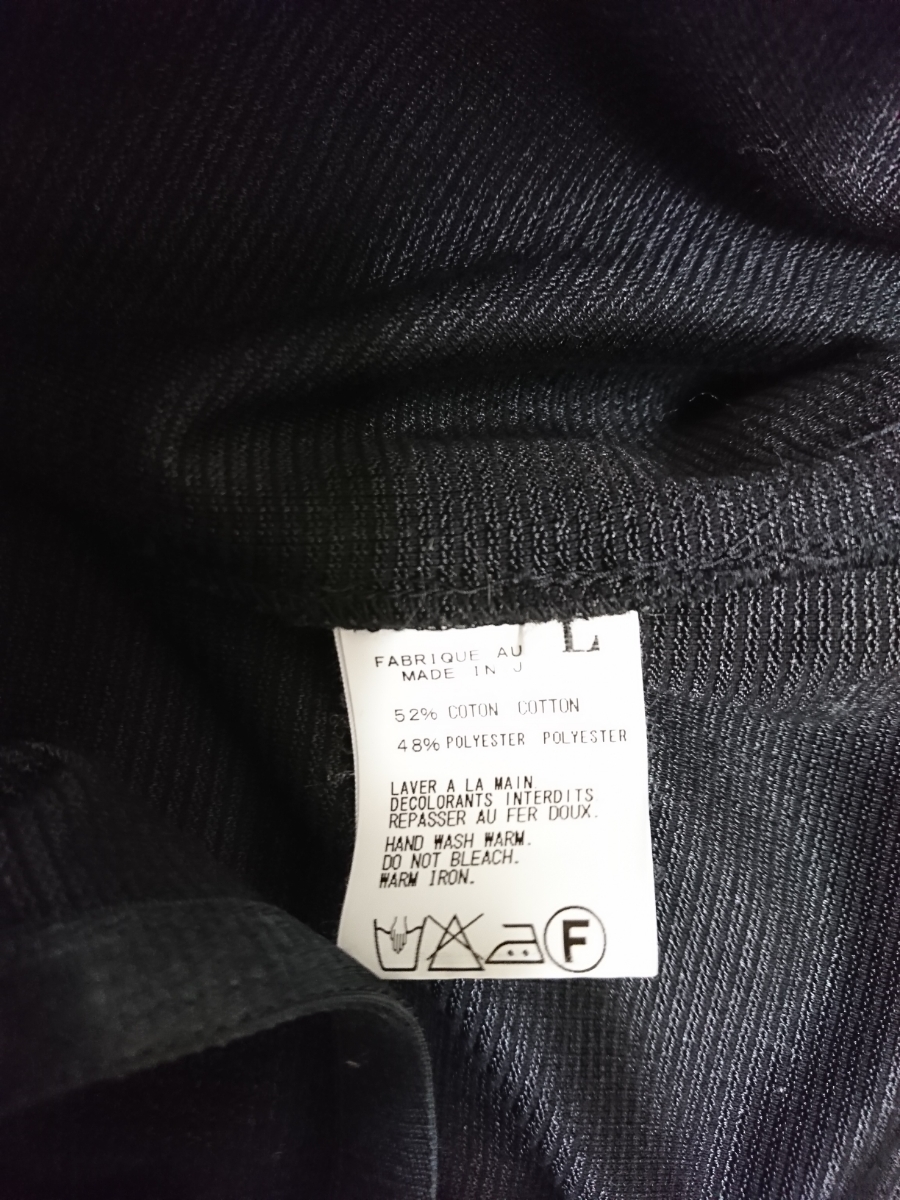 L
FABRIQUE AU
MADE IN J
52% COTON COTTON
48% POLYESTER POLYESTER
LAVER A LA MAIN
DECOLORANTS INTERDITS
REPASSER AU FER DOUX.
HAND WASH WARM.
DO NOT BLEACH.
WARM IRON.
F